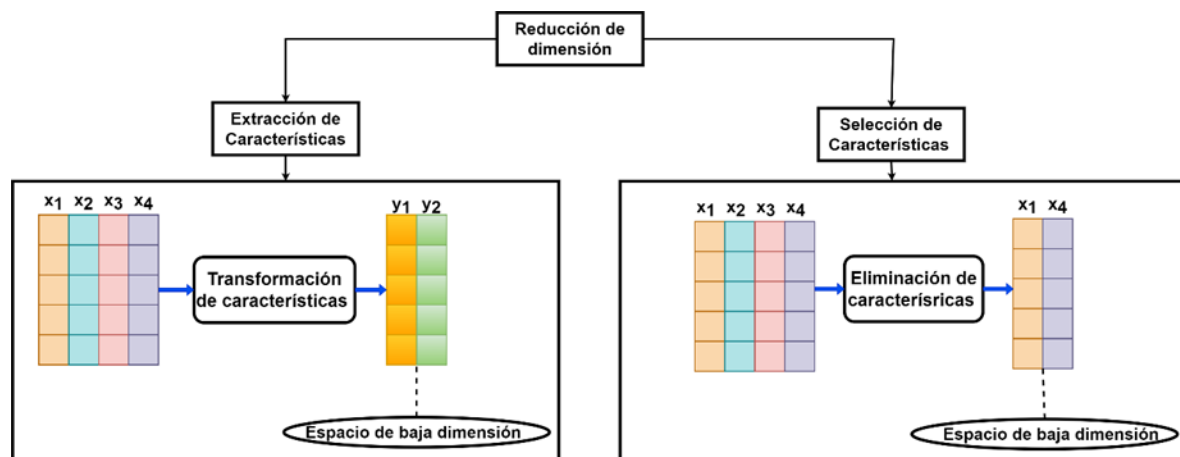 Reducción de
dimensión
Extracción de
Características
Selección de
Características
x1 x2 x3 x4
y1 y2
Transformación
de características
Espacio de baja dimensión
x1 x2 x3 x4
x1 x4
Eliminación de
caracterísricas
Espacio de baja dimensión